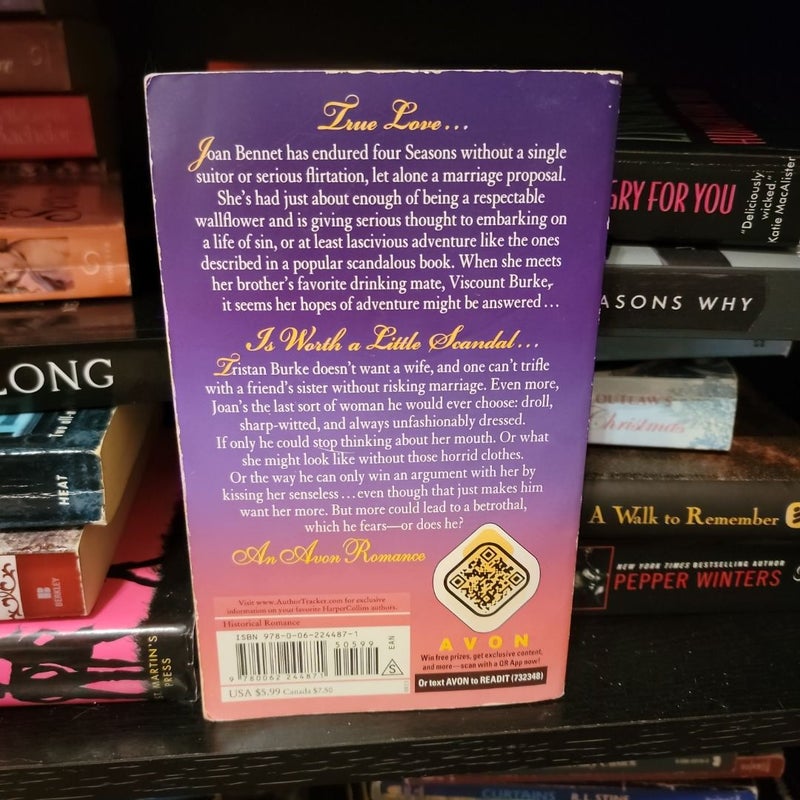 True Love...
Joan Bennet has endured four Seasons without a single
suitor or serious flirtation, let alone a marriage proposal.
She's had just about enough of being a respectable
wallflower and is giving serious thought to embarking on
a life of sin, or at least lascivious adventure like the ones
described in a popular scandalous book. When she meets
her brother's favorite drinking mate, Viscount Burke,
it seems her hopes of adventure might be answered...
Is Worth a Little Scandal...
Tristan Burke doesn't want a wife, and one can't trifle
with a friend's sister without risking marriage. Even more,
Joan's the last sort of woman he would ever choose: droll,
sharp-witted, and always unfashionably dressed.
If only he could stop thinking about her mouth. Or what
she might look like without those horrid clothes.
Or the way he can only win an argument with her by
kissing her senseless...even though that just makes him
want her more. But more could lead to a betrothal,
which he fears—or does he?
An Avon Romance
Visit www.AuthorTracker.com for exclusive
information on your favorite HarperCollins authors.
Historical Romance
ISBN 978-0-06-224487-1
50599
EAN
9 780062 244871
S
USA $5.99 Canada $7.50
AVON
Win free prizes, get exclusive content,
and more—scan with a QR App now!
Or text AVON to READIT (732348)
LONG
HEAT
B
BERKLEY
MARTIN'S
PRESS
RY FOR YOU
"Deliciously
wicked."
Katie MacAlister
ASONS WHY
OUTLAW'S
Christmas
A Walk to Remember
NEW YORK TIMES BESTSELLING AUTHOR
PEPPER WINTERS
CURTAINS
R.L. STINE